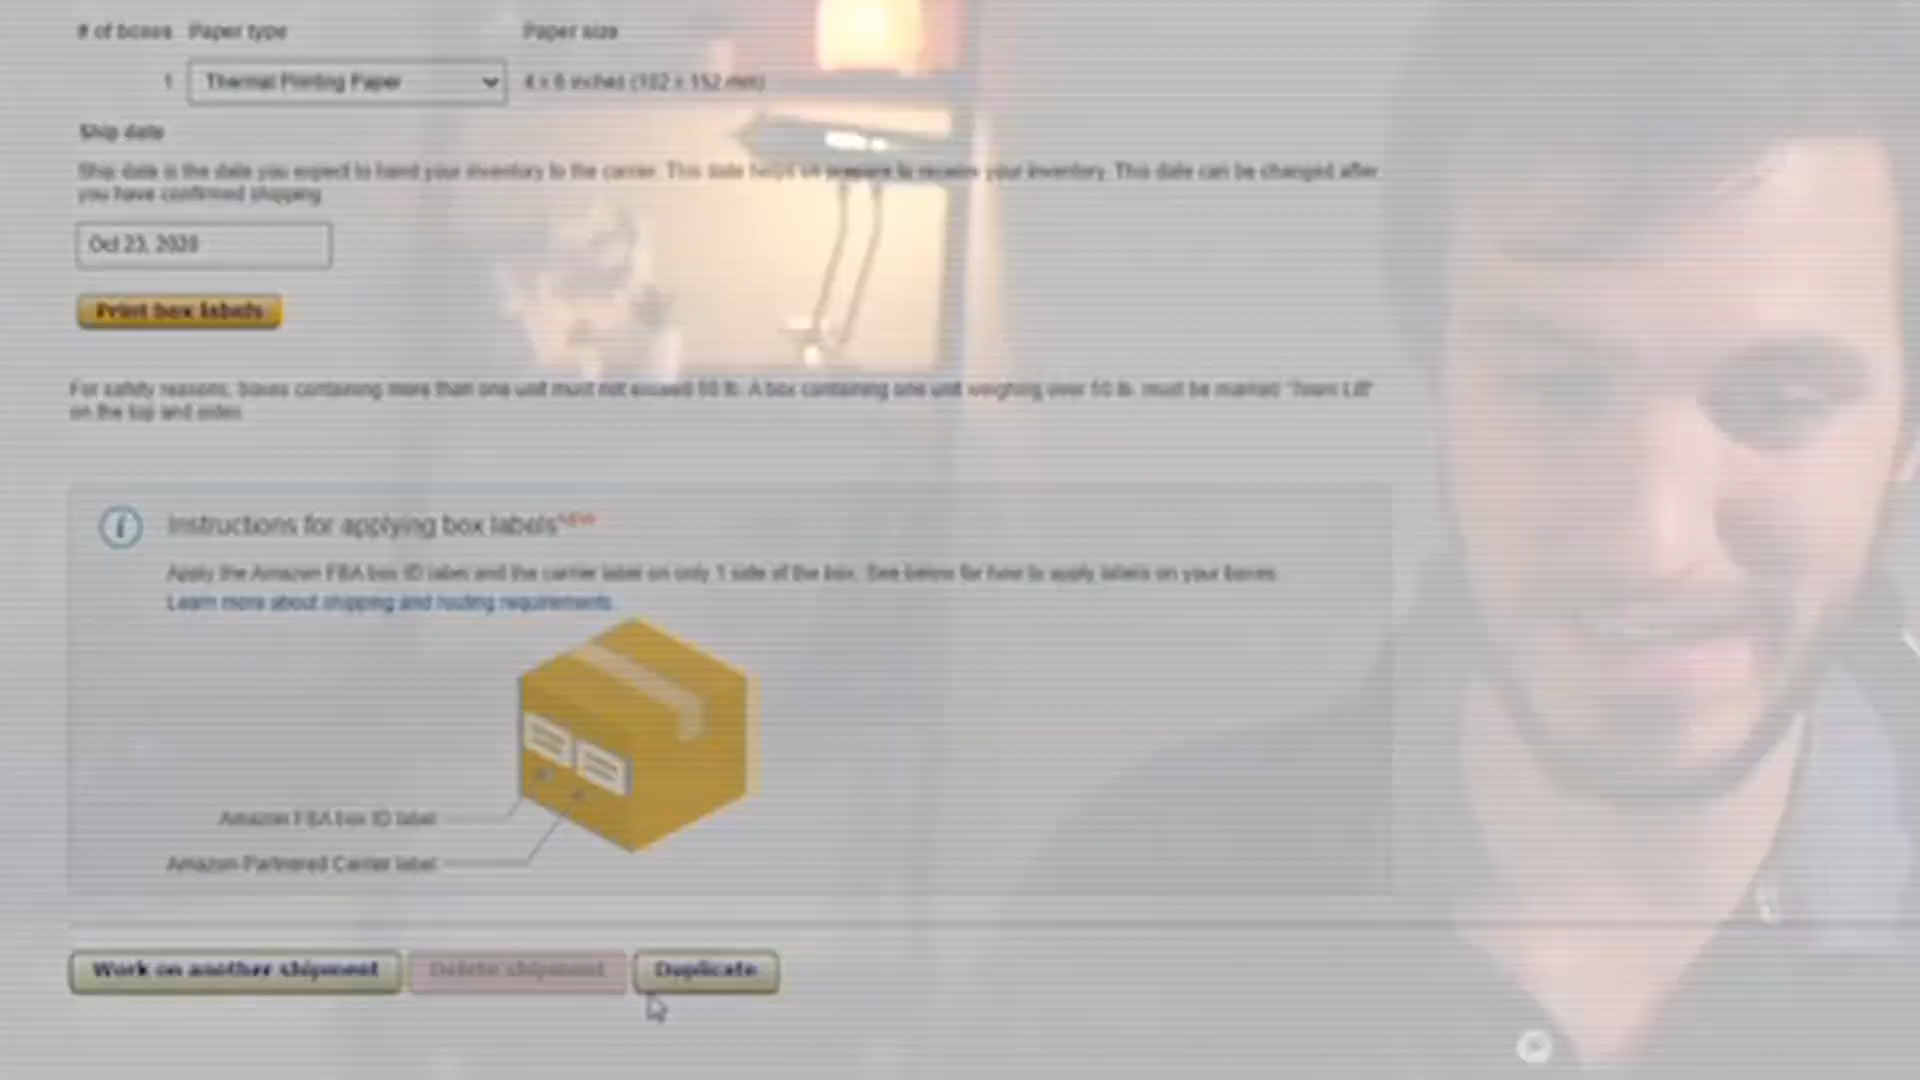 # of boxes Paper type Paper size
1 Thermal Printing Paper 4 x 6 inches (102 x 152 mm)
Ship date
Ship date is the date you expect to hand your inventory to the carrier. This date helps us prepare to receive your inventory. This date can be changed after
you have confirmed shipping.
Oct 23, 2020
Print box labels
For safety reasons, boxes containing more than one unit must not exceed 50 lb. A box containing one unit weighing over 50 lb. must be marked "Team Lift"
on the top and sides.
Instructions for applying box labels NEW
Apply the Amazon FBA box ID label and the carrier label on only 1 side of the box. See below for how to apply labels on your boxes.
Learn more about shipping and routing requirements.
Amazon FBA box ID label
Amazon-Partnered Carrier label
Work on another shipment Delete shipment Duplicate